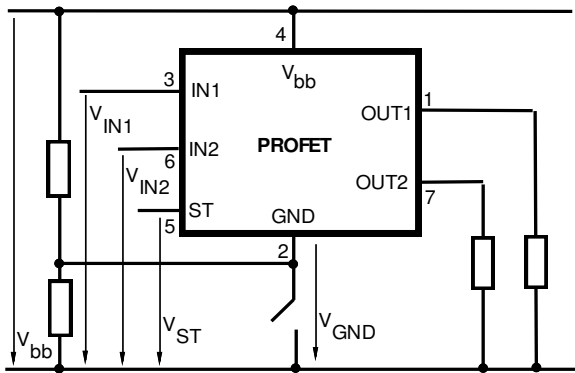 4
3
V_bb
1
IN1
V_IN1
OUT1
IN2
PROFET
6
V_IN2
OUT2
7
ST
GND
5
2
V_ST
V_GND
V_bb